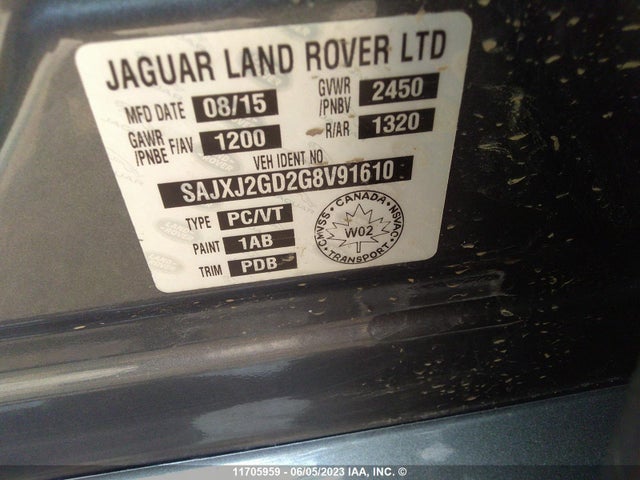 JAGUAR LAND ROVER LTD
MFD DATE 08/15 GVWR /PNBV 2450
GAWR /PNBE F/AV 1200 R/AR 1320
VEH IDENT NO
SAJXJ2GD2G8V91610
TYPE PC/VT
PAINT 1AB
TRIM PDB
CANADA
CMVSS NSVAC
W02
TRANSPORT
11705959 - 06/05/2023 IAA, INC. ©